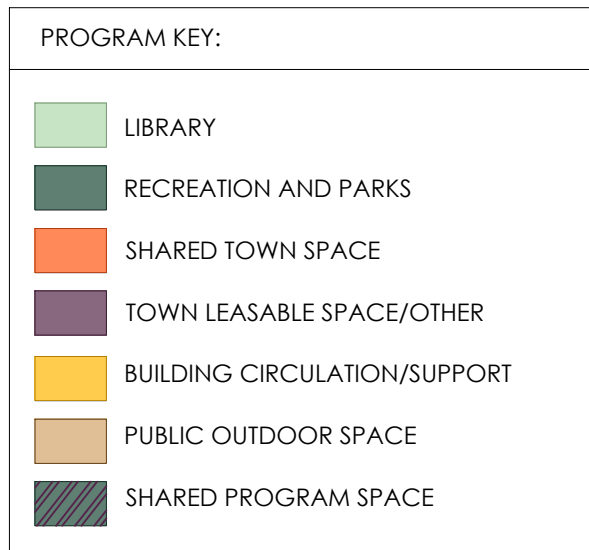 PROGRAM KEY:
LIBRARY
RECREATION AND PARKS
SHARED TOWN SPACE
TOWN LEASABLE SPACE/OTHER
BUILDING CIRCULATION/SUPPORT
PUBLIC OUTDOOR SPACE
SHARED PROGRAM SPACE